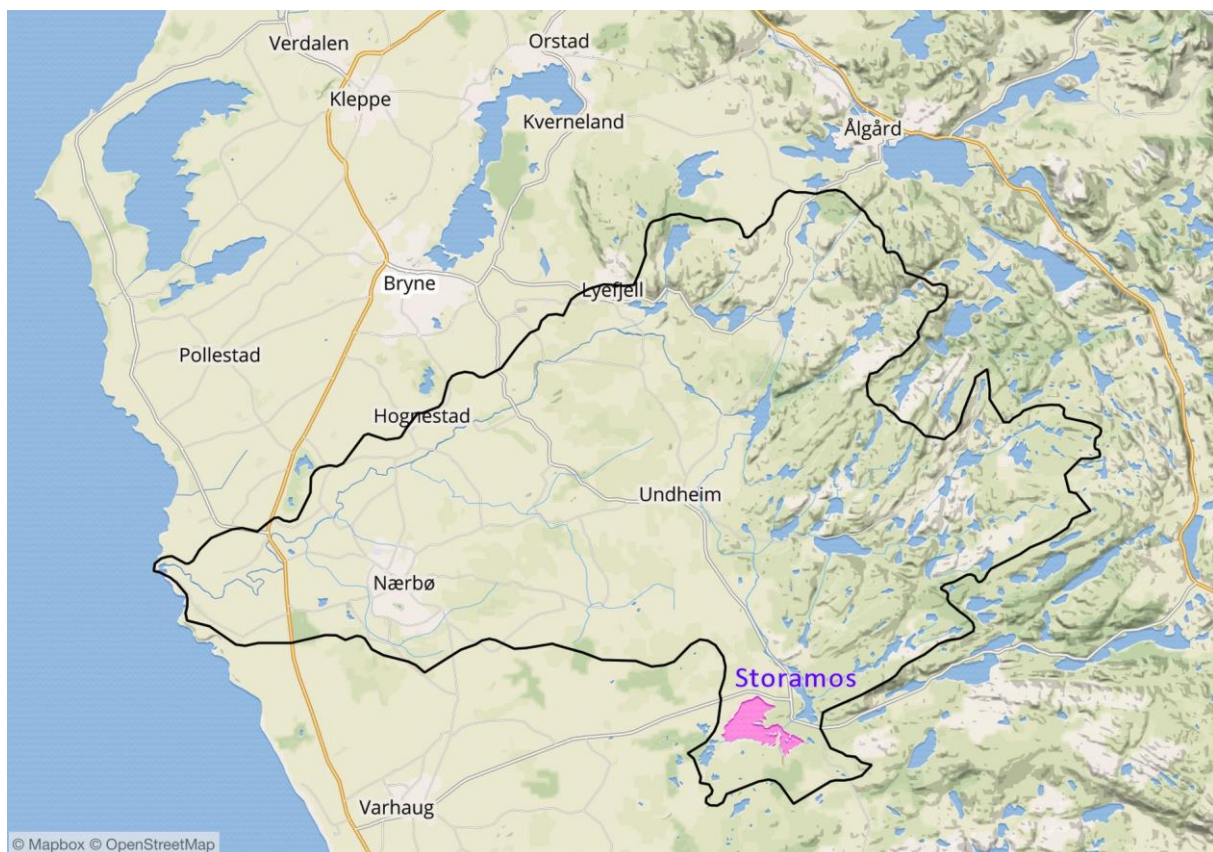 Verdalen
Orstad
Kleppe
Kverneland
Ålgård
Bryne
Lyefjell
Pollestad
Hognestad
Undheim
Nærbø
Storamos
Varhaug
© Mapbox © OpenStreetMap